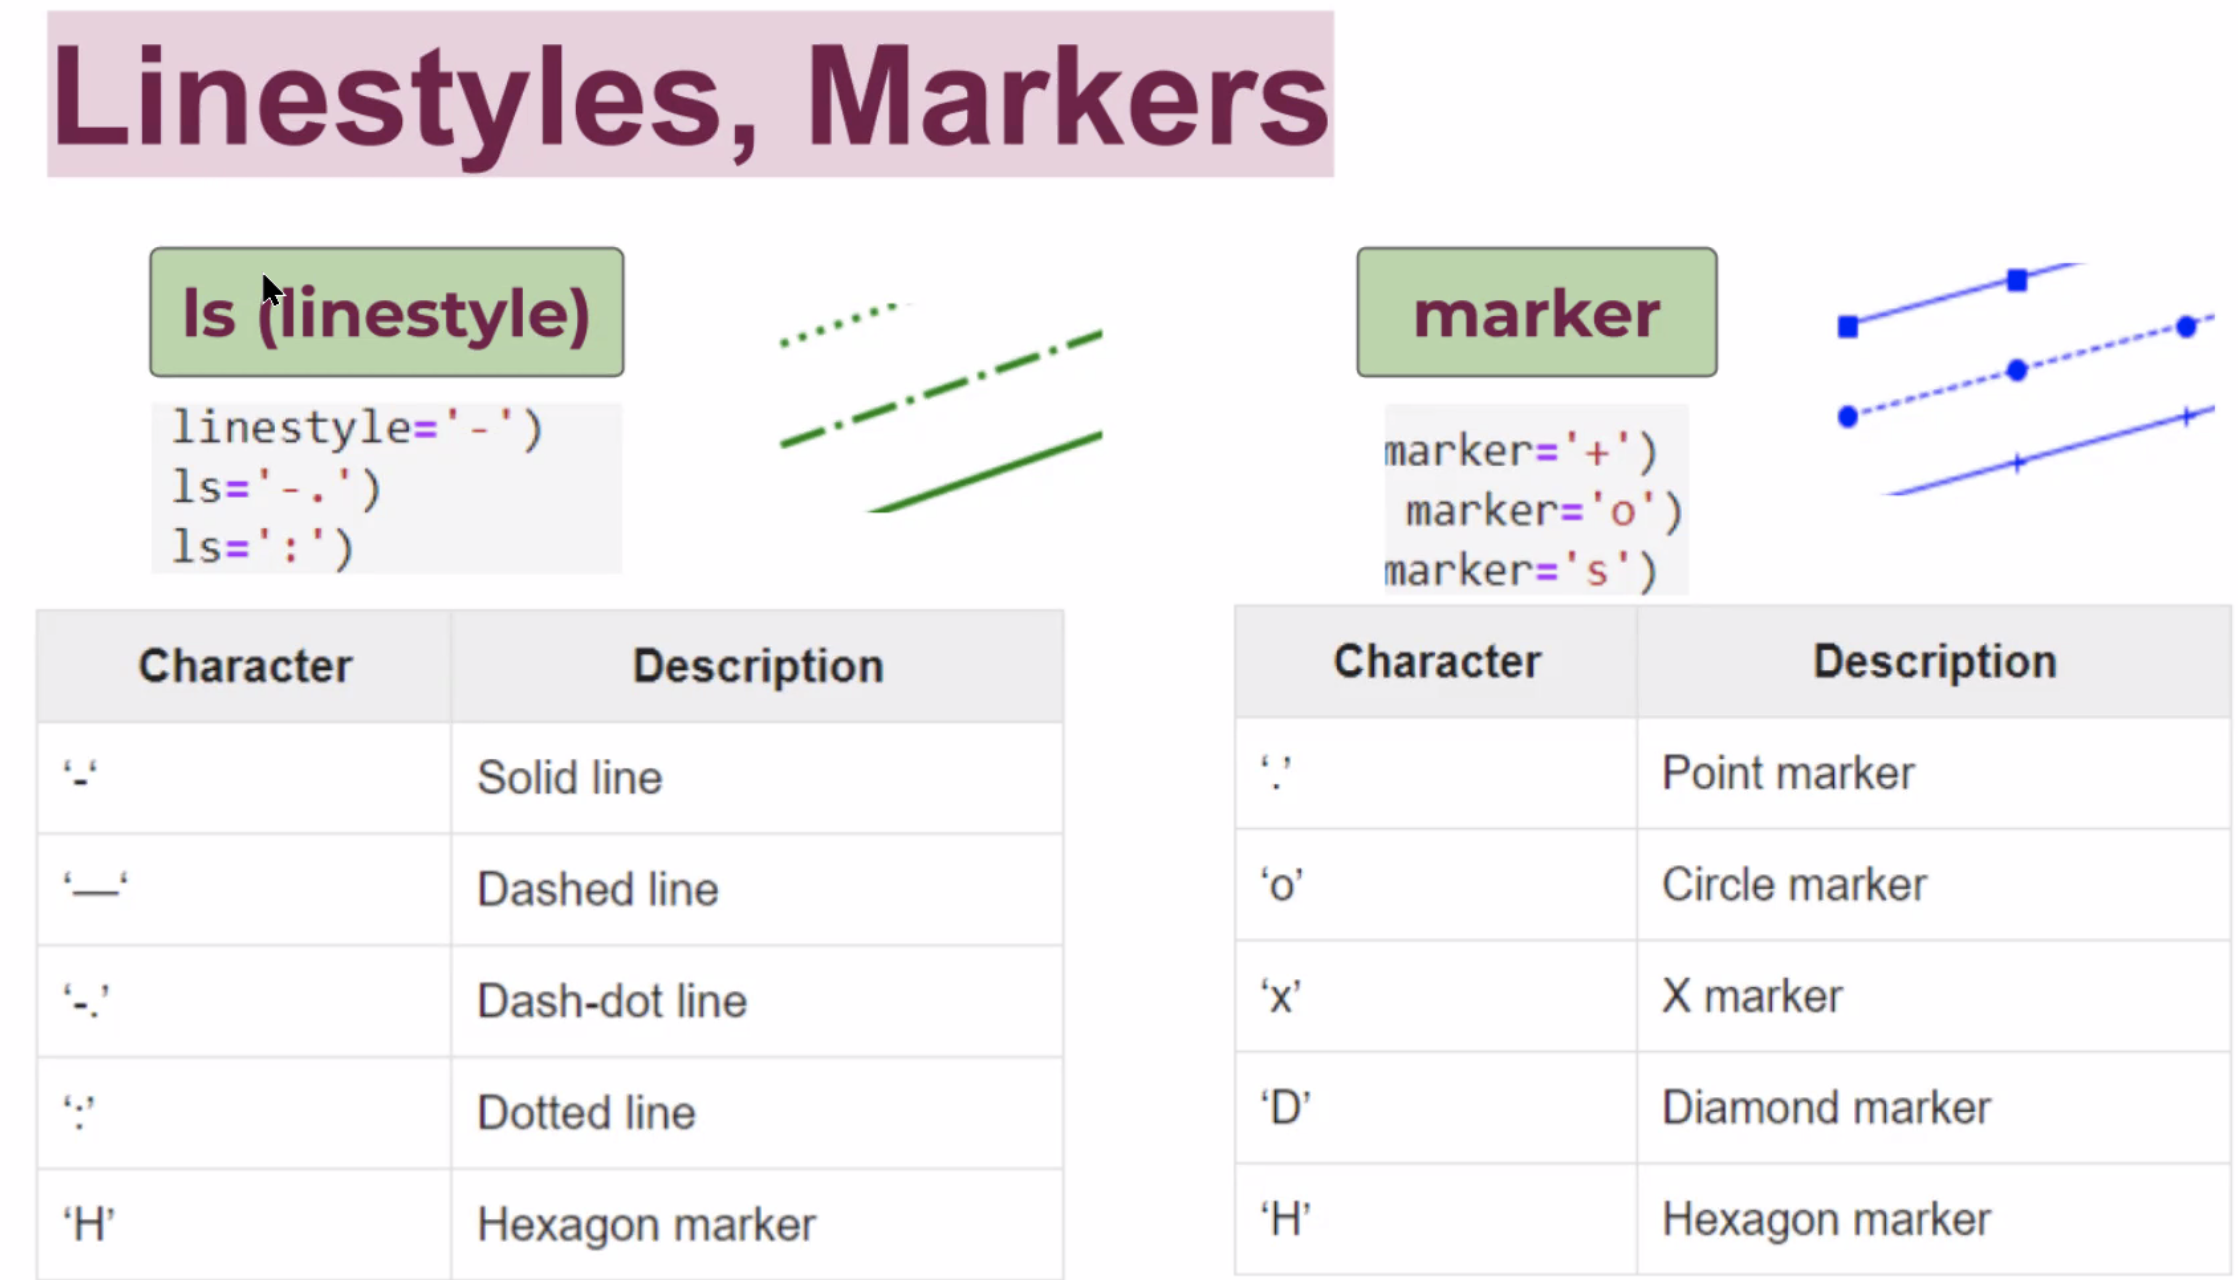 Linestyles, Markers
ls (linestyle)
linestyle='-')
ls='-.')
ls=':')
marker
marker='+')
marker='o')
marker='s')
Character Description
‘-‘ Solid line
‘—‘ Dashed line
‘-.’ Dash-dot line
‘:’ Dotted line
‘H’ Hexagon marker
Character Description
‘.’ Point marker
‘o’ Circle marker
‘x’ X marker
‘D’ Diamond marker
‘H’ Hexagon marker